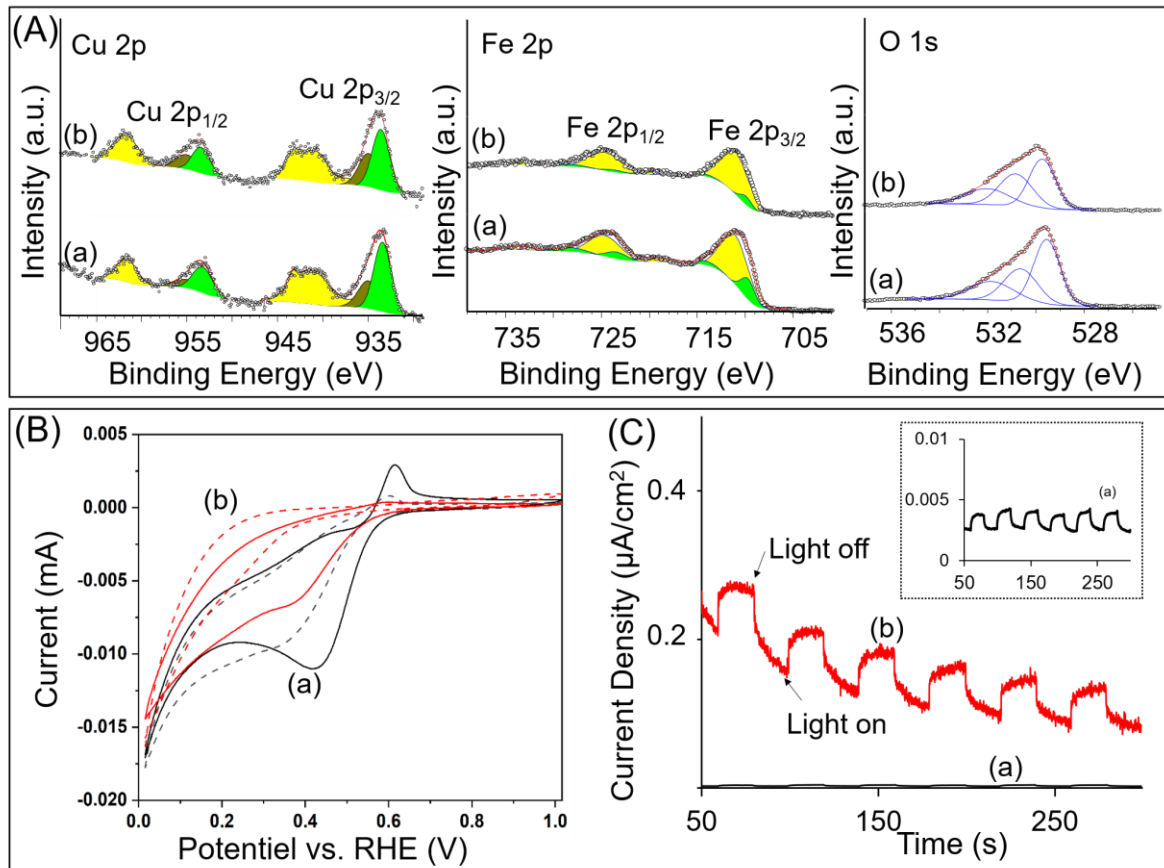 (A)
Cu 2p
Intensity (a.u.)
Cu 2p1/2
Cu 2p3/2
(b)
(a)
965
955
945
935
Binding Energy (eV)
Fe 2p
Intensity (a.u.)
Fe 2p1/2
Fe 2p3/2
(b)
(a)
735
725
715
705
Binding Energy (eV)
O 1s
Intensity (a.u.)
(b)
(a)
536
532
528
Binding Energy (eV)
(B)
Current (mA)
0.005
0.000
-0.005
-0.010
-0.015
-0.020
(b)
(a)
0.0
0.2
0.4
0.6
0.8
1.0
Potentiel vs. RHE (V)
(C)
Current Density (µA/cm²)
0.4
0.2
Light off
Light on
(b)
(a)
50
150
250
Time (s)
0.01
0.005
0
(a)
50
150
250